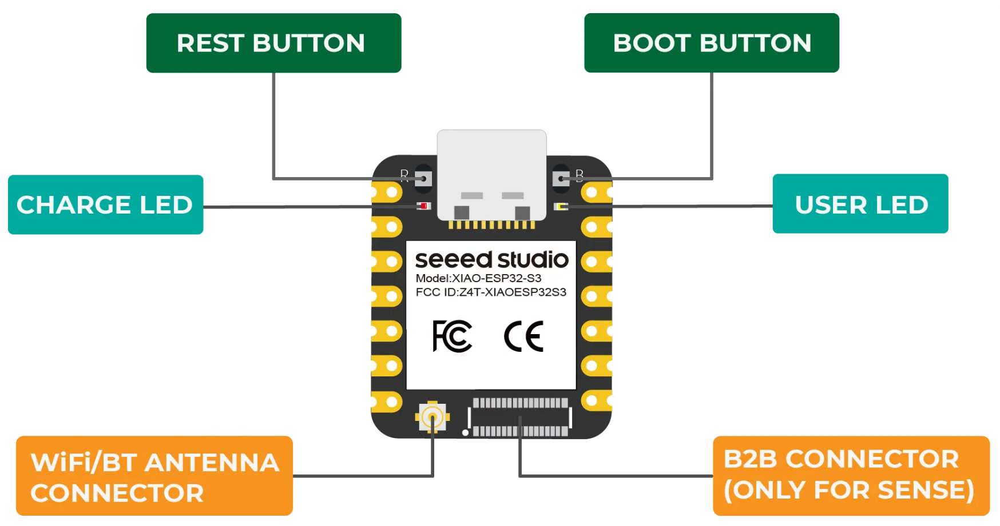 REST BUTTON
BOOT BUTTON
R
B
CHARGE LED
USER LED
seeed studio
Model:XIAO-ESP32-S3
FCC ID:Z4T-XIAOESP32S3
FC CE
WiFi/BT ANTENNA
CONNECTOR
B2B CONNECTOR
(ONLY FOR SENSE)